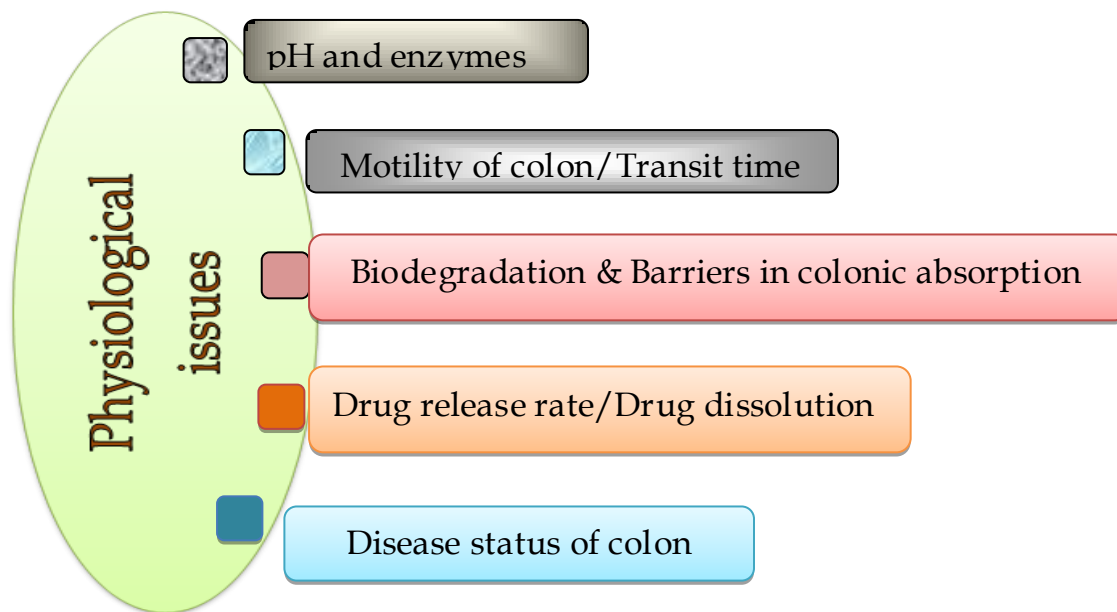 Physiological
issues
pH and enzymes
Motility of colon/Transit time
Biodegradation & Barriers in colonic absorption
Drug release rate/Drug dissolution
Disease status of colon